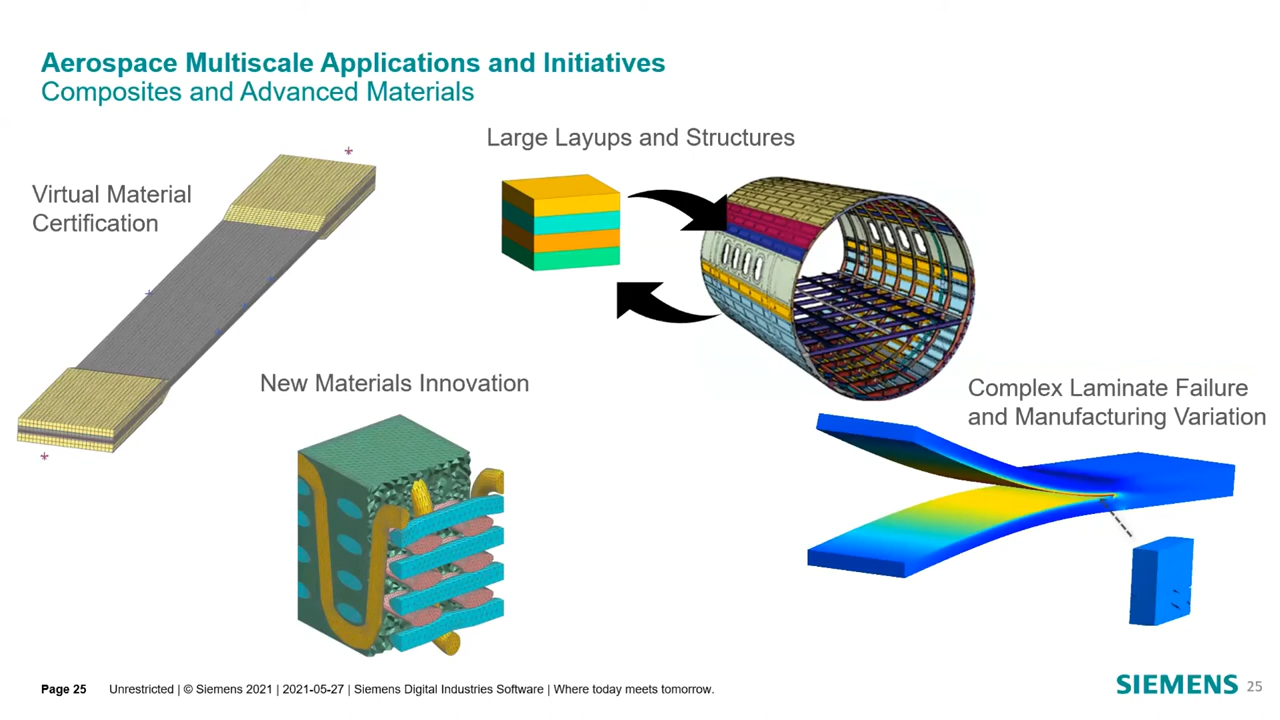 Aerospace Multiscale Applications and Initiatives
Composites and Advanced Materials
Large Layups and Structures
Virtual Material
Certification
New Materials Innovation
Complex Laminate Failure
and Manufacturing Variation
Page 25 Unrestricted | © Siemens 2021 | 2021-05-27 | Siemens Digital Industries Software | Where today meets tomorrow.
SIEMENS 25